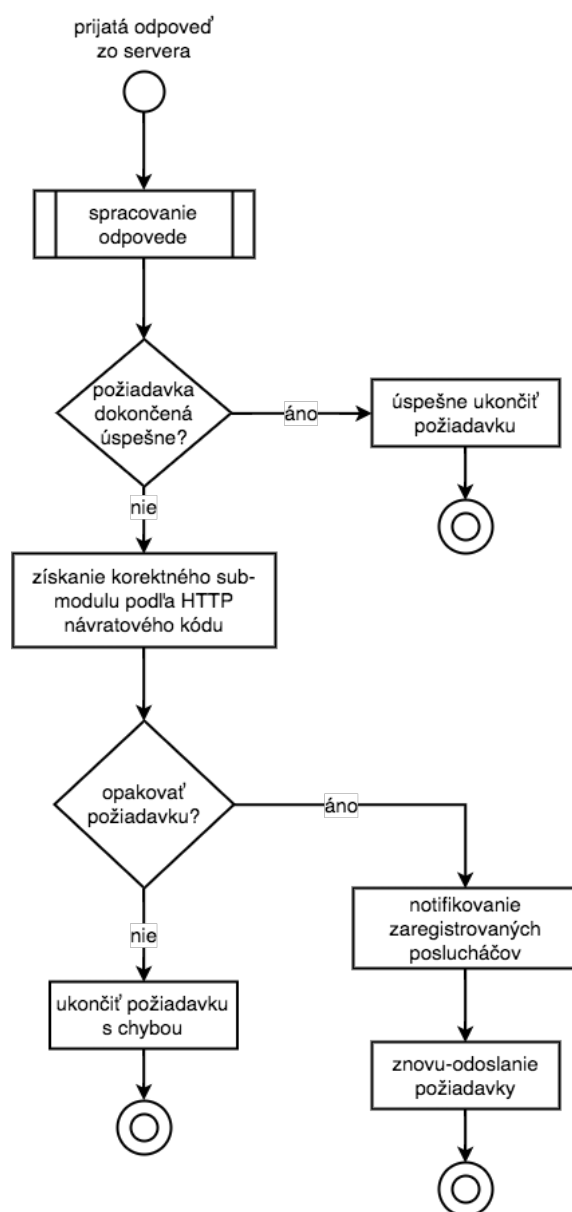 prijatá odpoveď
zo servera
spracovanie
odpovede
požiadavka
dokončená
úspešne?
áno
úspešne ukončiť
požiadavku
nie
získanie korektného sub-
modulu podľa HTTP
návratového kódu
opakovať
požiadavku?
áno
notifikovanie
zaregistrovaných
poslucháčov
nie
ukončiť požiadavku
s chybou
znovu-odoslanie
požiadavky